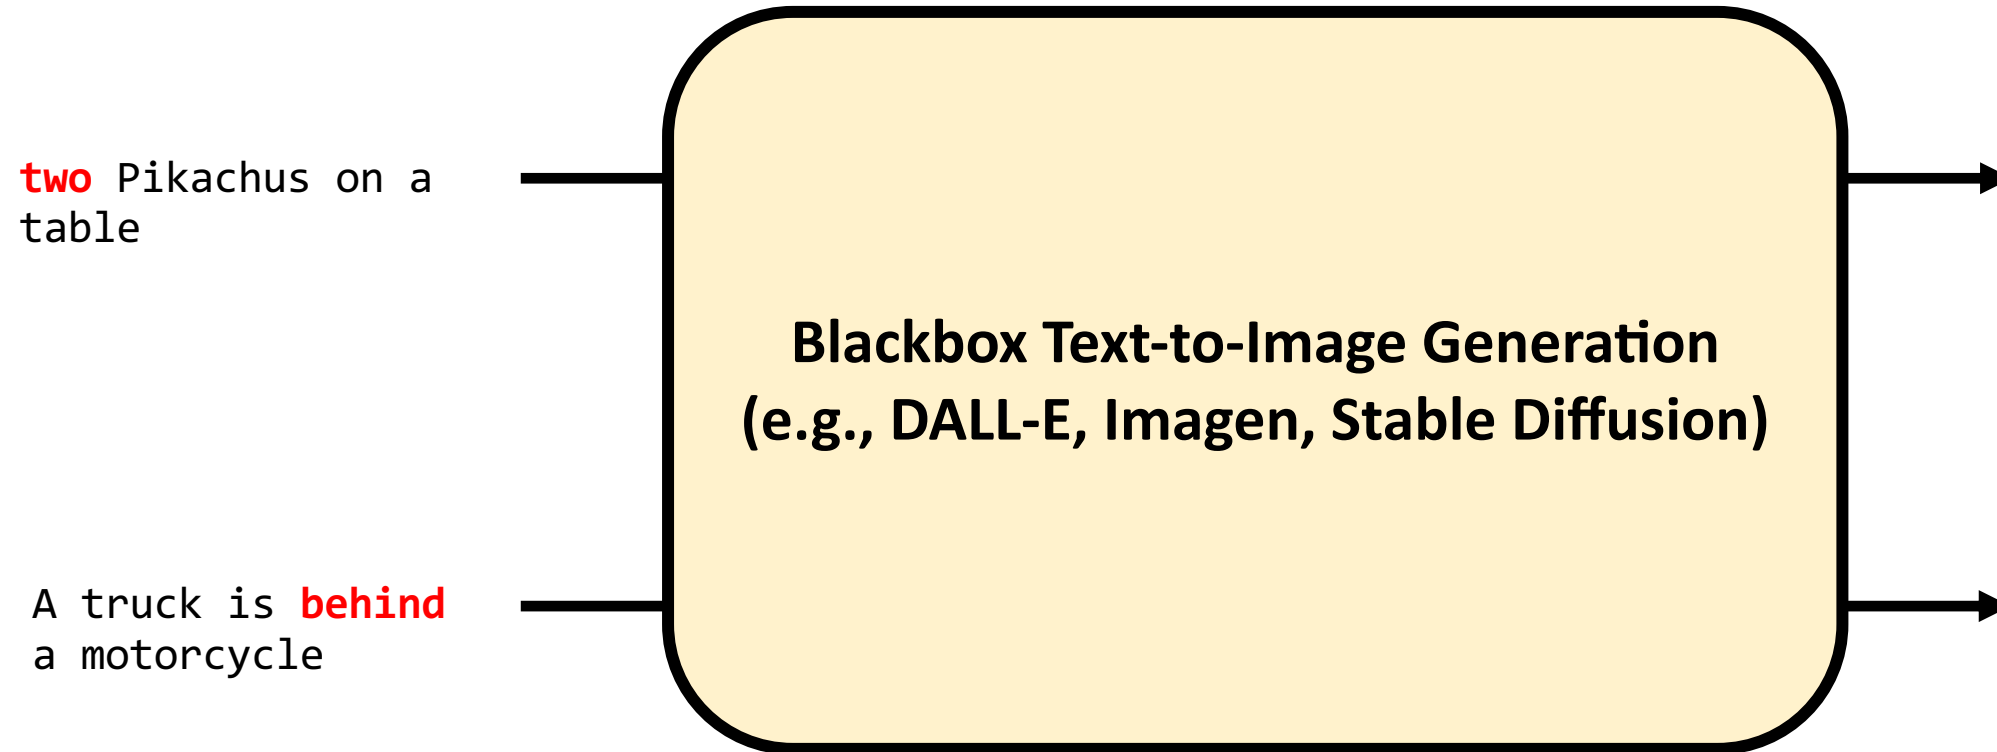 two Pikachus on a
table
Blackbox Text-to-Image Generation
(e.g., DALL-E, Imagen, Stable Diffusion)
A truck is behind
a motorcycle